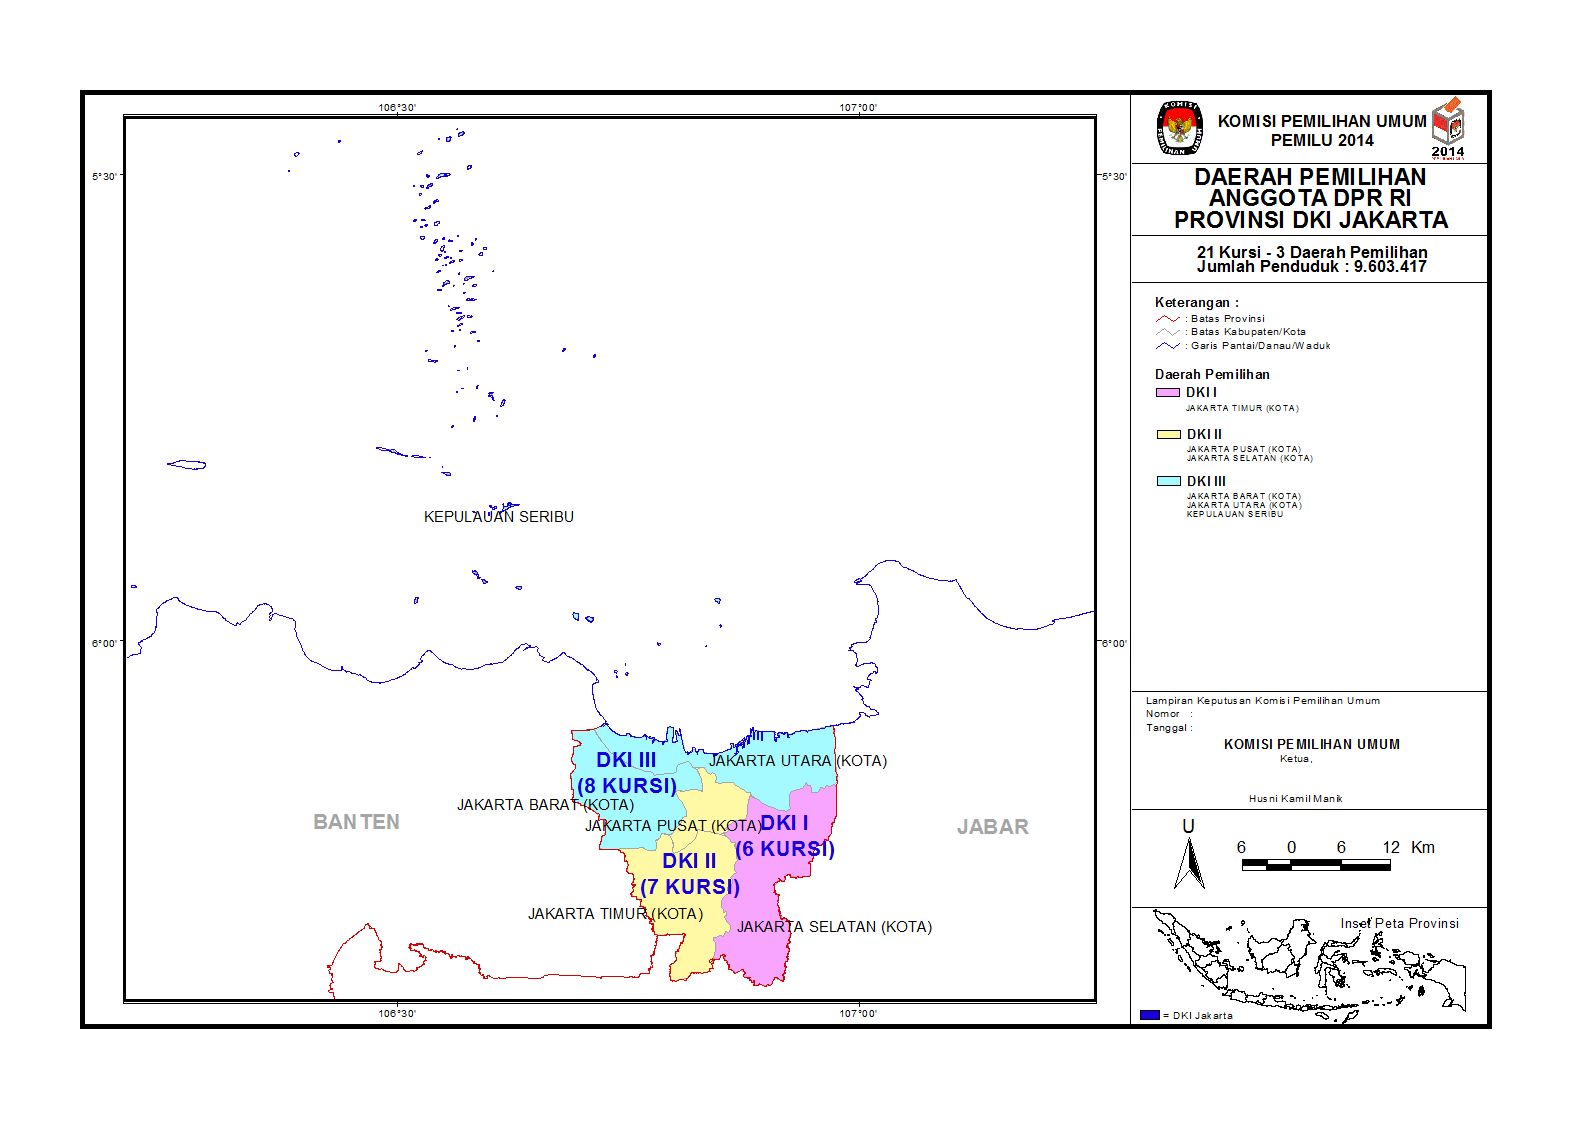 106°30'
107°00'
5°30'
5°30'
KEPULAUAN SERIBU
6°00'
6°00'
DKI III
(8 KURSI)
JAKARTA UTARA (KOTA)
JAKARTA BARAT (KOTA)
BANTEN
JAKARTA PUSAT (KOTA)
DKI I
(6 KURSI)
JABAR
DKI II
(7 KURSI)
JAKARTA TIMUR (KOTA)
JAKARTA SELATAN (KOTA)
106°30'
107°00'
KOMISI
PEMILIHAN UMUM
KOMISI PEMILIHAN UMUM
PEMILU 2014
2014
DAERAH PEMILIHAN
ANGGOTA DPR RI
PROVINSI DKI JAKARTA
21 Kursi - 3 Daerah Pemilihan
Jumlah Penduduk : 9.603.417
Keterangan :
: Batas Provinsi
: Batas Kabupaten/Kota
: Garis Pantai/Danau/Waduk
Daerah Pemilihan
DKI I
JAKARTA TIMUR (KOTA)
DKI II
JAKARTA PUSAT (KOTA)
JAKARTA SELATAN (KOTA)
DKI III
JAKARTA BARAT (KOTA)
JAKARTA UTARA (KOTA)
KEPULAUAN SERIBU
Lampiran Keputusan Komisi Pemilihan Umum
Nomor :
Tanggal :
KOMISI PEMILIHAN UMUM
Ketua,
Husni Kamil Manik
U
6 0 6 12 Km
Inset Peta Provinsi
= DKI Jakarta